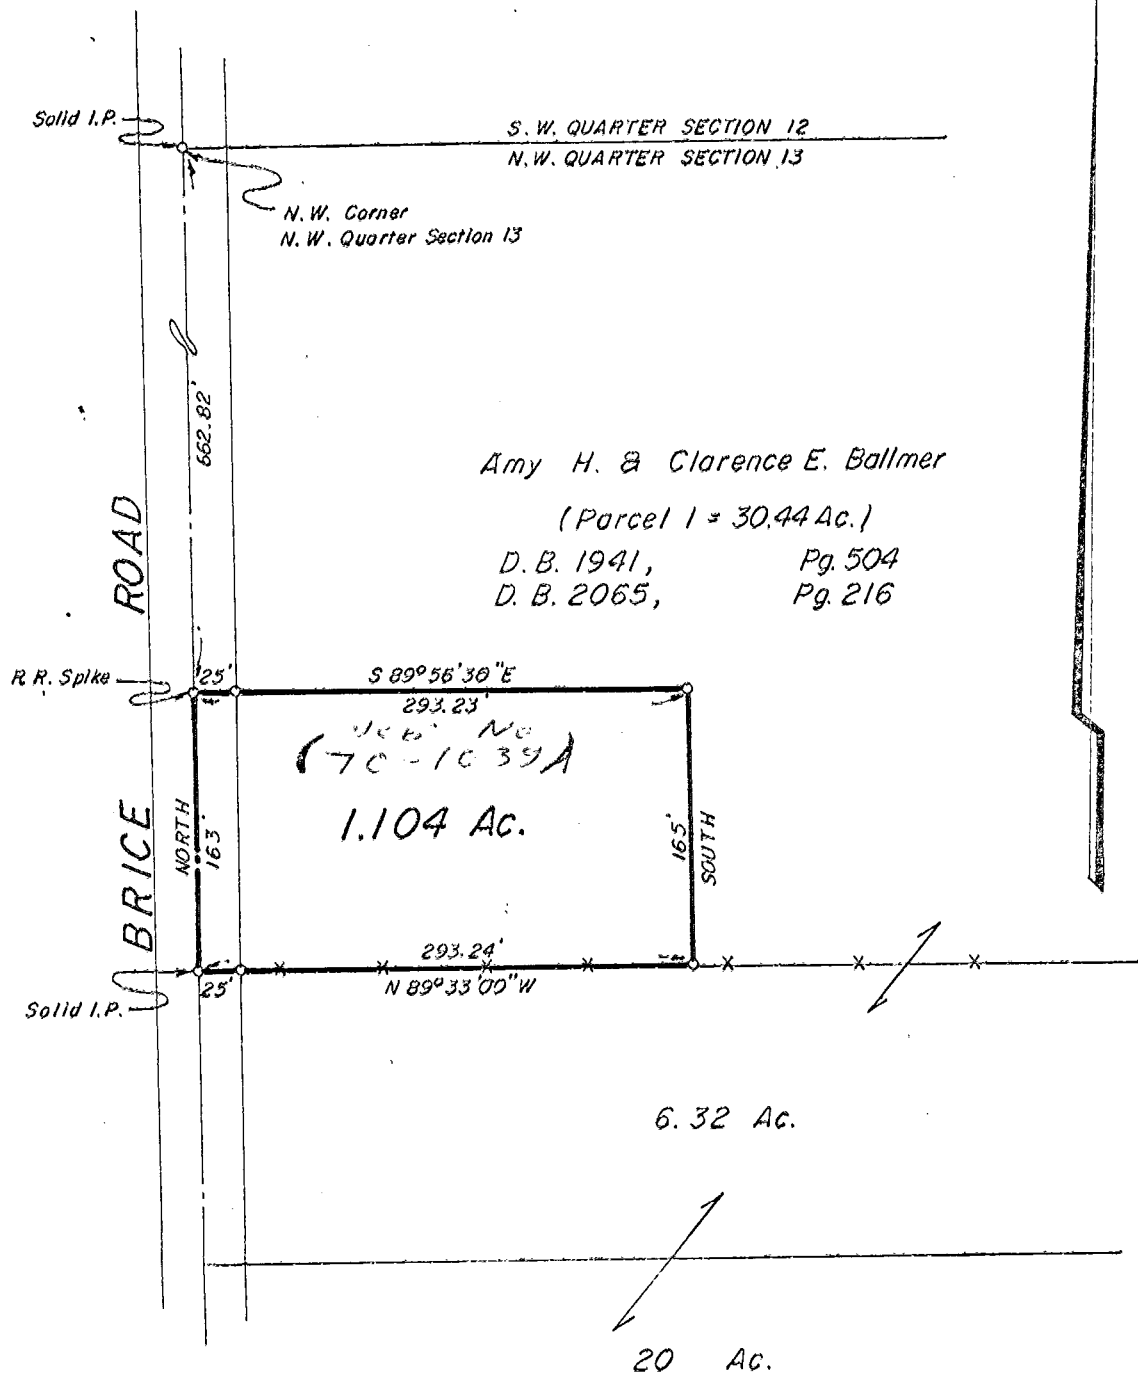 Solid I.P.
S. W. QUARTER SECTION 12
N. W. QUARTER SECTION 13
N. W. Corner
N. W. Quarter Section 13
662.82'
Amy H. & Clarence E. Ballmer
(Parcel 1 = 30.44 Ac.)
D. B. 1941, Pg. 504
D. B. 2065, Pg. 216
BRICE ROAD
R. R. Spike
25'
S 89° 56' 30" E
293.23'
1.104 Ac.
NORTH
163'
165'
SOUTH
293.24'
N 89° 33' 00" W
25'
Solid I.P.
6.32 Ac.
20 Ac.